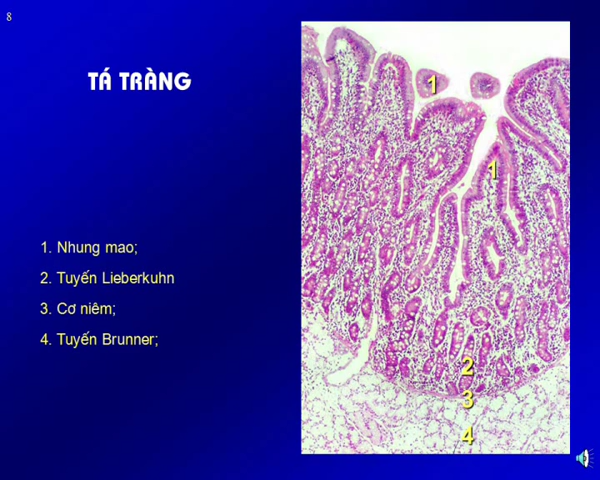 8
TÁ TRÀNG
1
1
1. Nhung mao;
2. Tuyến Lieberkuhn
3. Cơ niêm;
4. Tuyến Brunner;
2
3
4